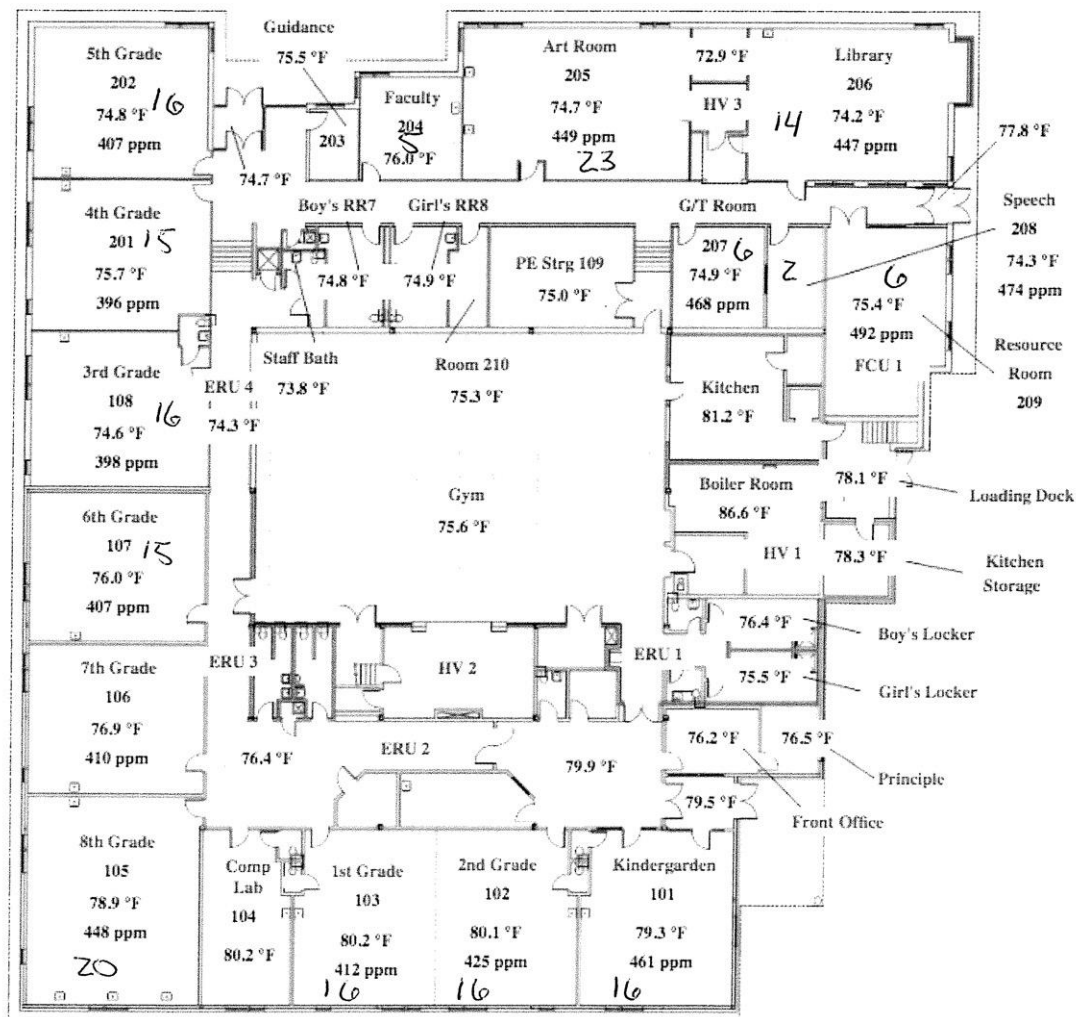 Guidance
75.5 °F
5th Grade
202
74.8 °F
407 ppm
16
74.7 °F
203
Faculty
204
8
76.0 °F
Art Room
205
74.7 °F
449 ppm
23
72.9 °F
HV 3
Library
206
74.2 °F
447 ppm
14
77.8 °F
4th Grade
201
15
75.7 °F
396 ppm
Boy's RR7
74.8 °F
Girl's RR8
74.9 °F
PE Strg 109
75.0 °F
G/T Room
207
6
74.9 °F
468 ppm
2
6
75.4 °F
492 ppm
FCU 1
Speech
208
74.3 °F
474 ppm
Resource
Room
209
3rd Grade
108
16
74.6 °F
398 ppm
ERU 4
74.3 °F
Staff Bath
73.8 °F
Room 210
75.3 °F
Kitchen
81.2 °F
Gym
75.6 °F
Boiler Room
86.6 °F
HV 1
78.1 °F
Loading Dock
78.3 °F
Kitchen
Storage
6th Grade
107
15
76.0 °F
407 ppm
76.4 °F
Boy's Locker
75.5 °F
Girl's Locker
7th Grade
106
76.9 °F
410 ppm
ERU 3
HV 2
ERU 1
76.4 °F
ERU 2
79.9 °F
76.2 °F
76.5 °F
Principle
79.5 °F
Front Office
8th Grade
105
78.9 °F
448 ppm
20
Comp
Lab
104
80.2 °F
1st Grade
103
80.2 °F
412 ppm
16
2nd Grade
102
80.1 °F
425 ppm
16
Kindergarden
101
79.3 °F
461 ppm
16